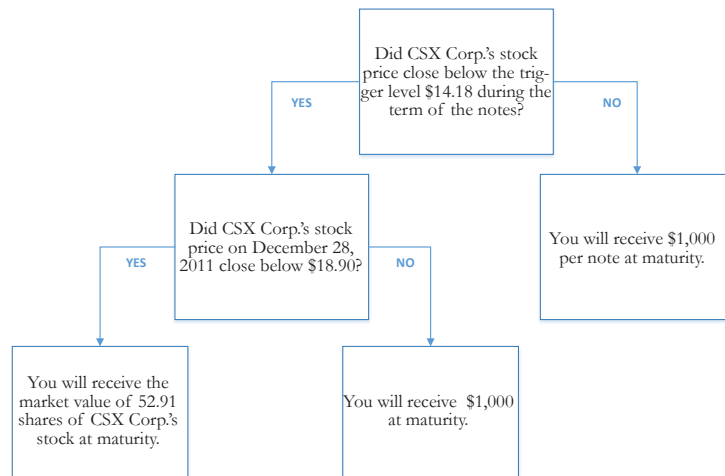 Did CSX Corp.'s stock
price close below the trig-
ger level $14.18 during the
term of the notes?
YES
NO
Did CSX Corp.'s stock
price on December 28,
2011 close below $18.90?
You will receive $1,000
per note at maturity.
YES
NO
You will receive the
market value of 52.91
shares of CSX Corp.'s
stock at maturity.
You will receive $1,000
at maturity.